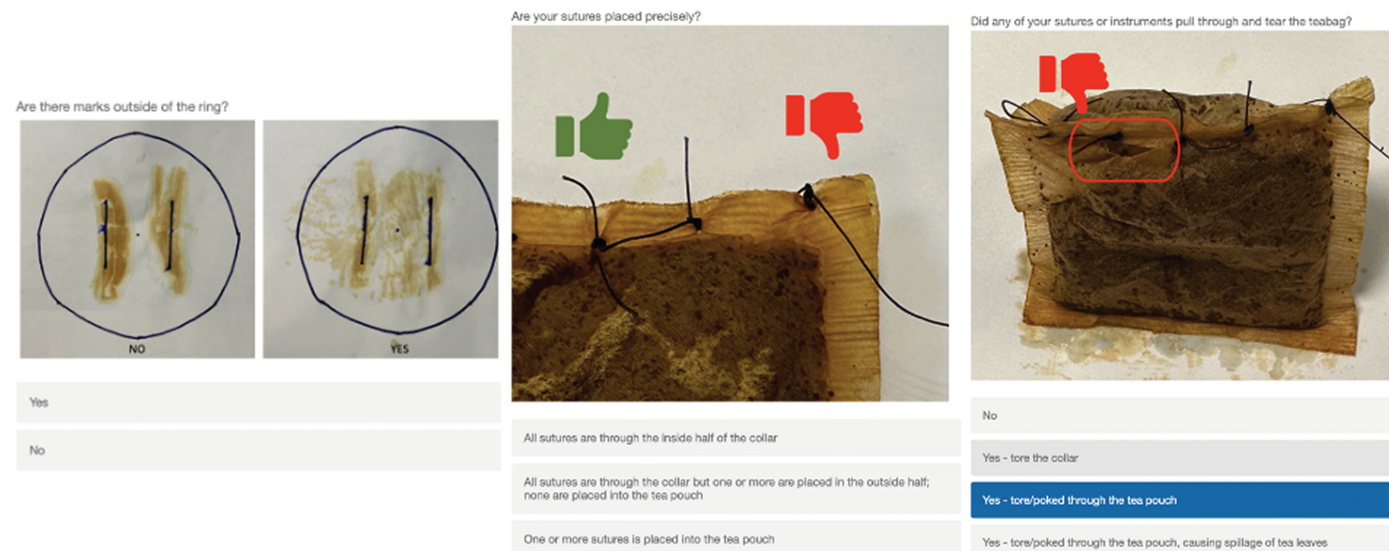 Are there marks outside of the ring?
NO
YES
Yes
No
Are your sutures placed precisely?
All sutures are through the inside half of the collar
All sutures are through the collar but one or more are placed in the outside half;
none are placed into the tea pouch
One or more sutures is placed into the tea pouch
Did any of your sutures or instruments pull through and tear the teabag?
No
Yes - tore the collar
Yes - tore/poked through the tea pouch
Yes - tore/poked through the tea pouch, causing spillage of tea leaves